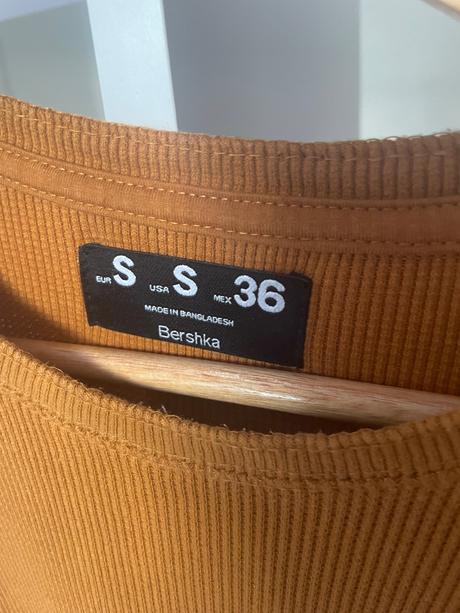 EUR S USA S MEX 36
MADE IN BANGLADESH
Bershka